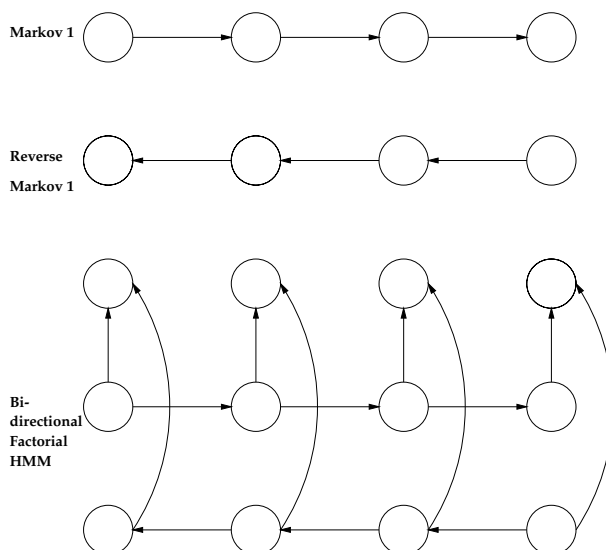 Markov 1
Reverse
Markov 1
Bi-
directional
Factorial
HMM